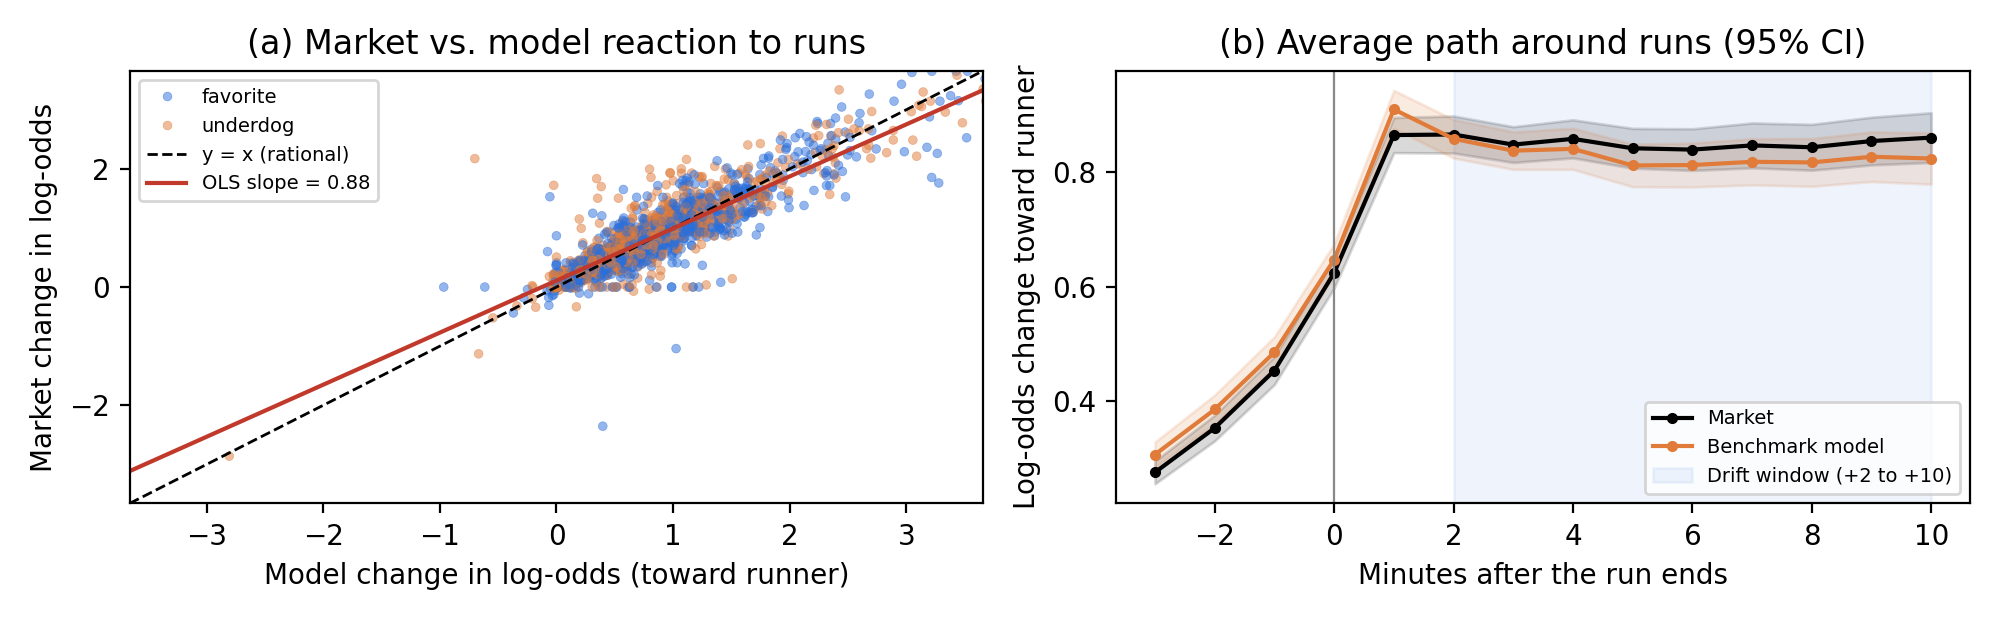 (a) Market vs. model reaction to runs
favorite
underdog
y = x (rational)
OLS slope = 0.88
Market change in log-odds
2
0
−2
−3
−2
−1
0
1
2
3
Model change in log-odds (toward runner)
(b) Average path around runs (95% CI)
Log-odds change toward runner
0.8
0.6
0.4
Market
Benchmark model
Drift window (+2 to +10)
−2
0
2
4
6
8
10
Minutes after the run ends